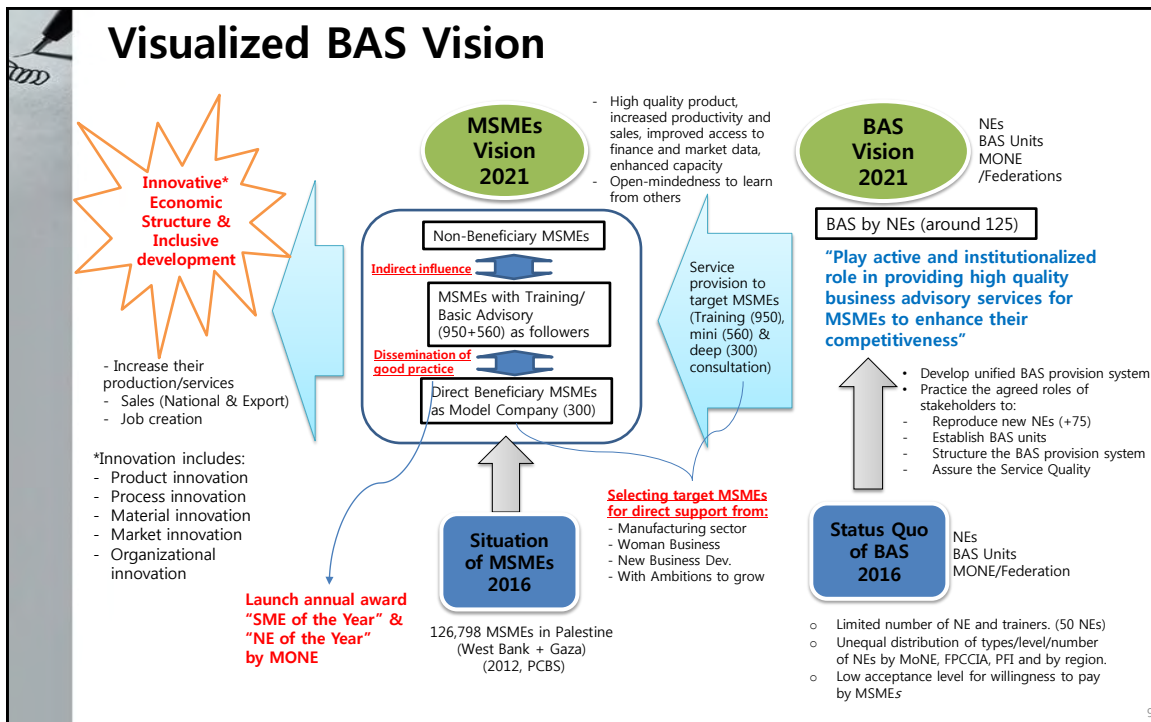 Visualized BAS Vision
Innovative*
Economic
Structure &
Inclusive
development
- Increase their
production/services
- Sales (National & Export)
- Job creation
*Innovation includes:
- Product innovation
- Process innovation
- Material innovation
- Market innovation
- Organizational
innovation
MSMEs
Vision
2021
- High quality product,
increased productivity and
sales, improved access to
finance and market data,
enhanced capacity
- Open-mindedness to learn
from others
Non-Beneficiary MSMEs
Indirect influence
MSMEs with Training/
Basic Advisory
(950+560) as followers
Dissemination of
good practice
Direct Beneficiary MSMEs
as Model Company (300)
Situation
of MSMEs
2016
126,798 MSMEs in Palestine
(West Bank + Gaza)
(2012, PCBS)
Launch annual award
"SME of the Year" &
"NE of the Year"
by MONE
Service
provision to
target MSMEs
(Training (950),
mini (560) &
deep (300)
consultation)
Selecting target MSMEs
for direct support from:
- Manufacturing sector
- Woman Business
- New Business Dev.
- With Ambitions to grow
BAS
Vision
2021
NEs
BAS Units
MONE
/Federations
BAS by NEs (around 125)
"Play active and institutionalized
role in providing high quality
business advisory services for
MSMEs to enhance their
competitiveness"
• Develop unified BAS provision system
• Practice the agreed roles of
stakeholders to:
- Reproduce new NEs (+75)
- Establish BAS units
- Structure the BAS provision system
- Assure the Service Quality
Status Quo
of BAS
2016
NEs
BAS Units
MONE/Federation
o Limited number of NE and trainers. (50 NEs)
o Unequal distribution of types/level/number
of NEs by MoNE, FPCCIA, PFI and by region.
o Low acceptance level for willingness to pay
by MSMEs